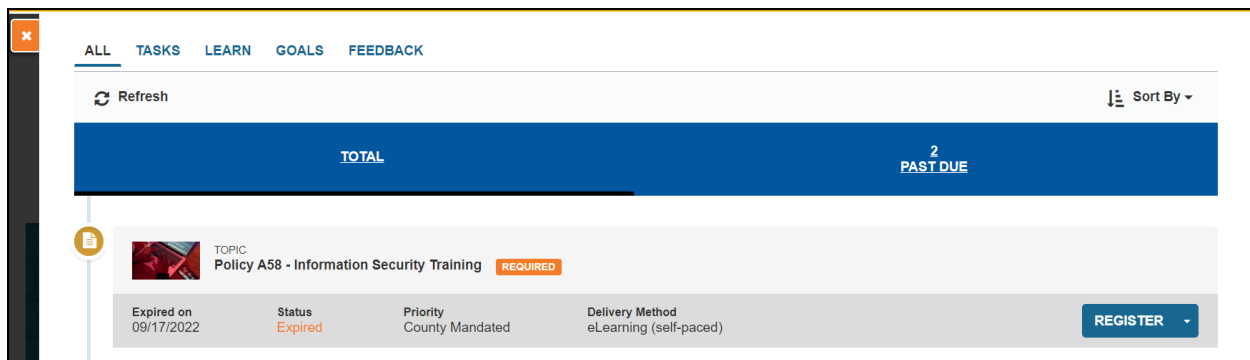 ALL TASKS LEARN GOALS FEEDBACK
Refresh Sort By
TOTAL
2
PAST DUE
TOPIC
Policy A58 - Information Security Training REQUIRED
Expired on Status Priority Delivery Method
09/17/2022 Expired County Mandated eLearning (self-paced)
REGISTER